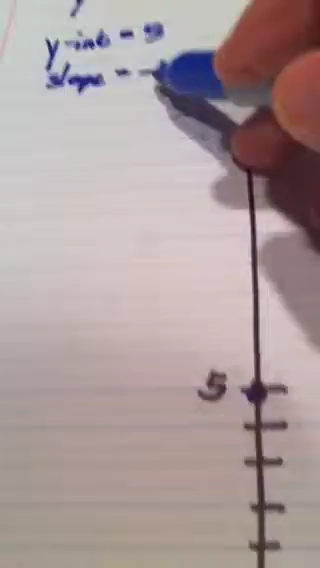 y-int = 5
slope = -
5